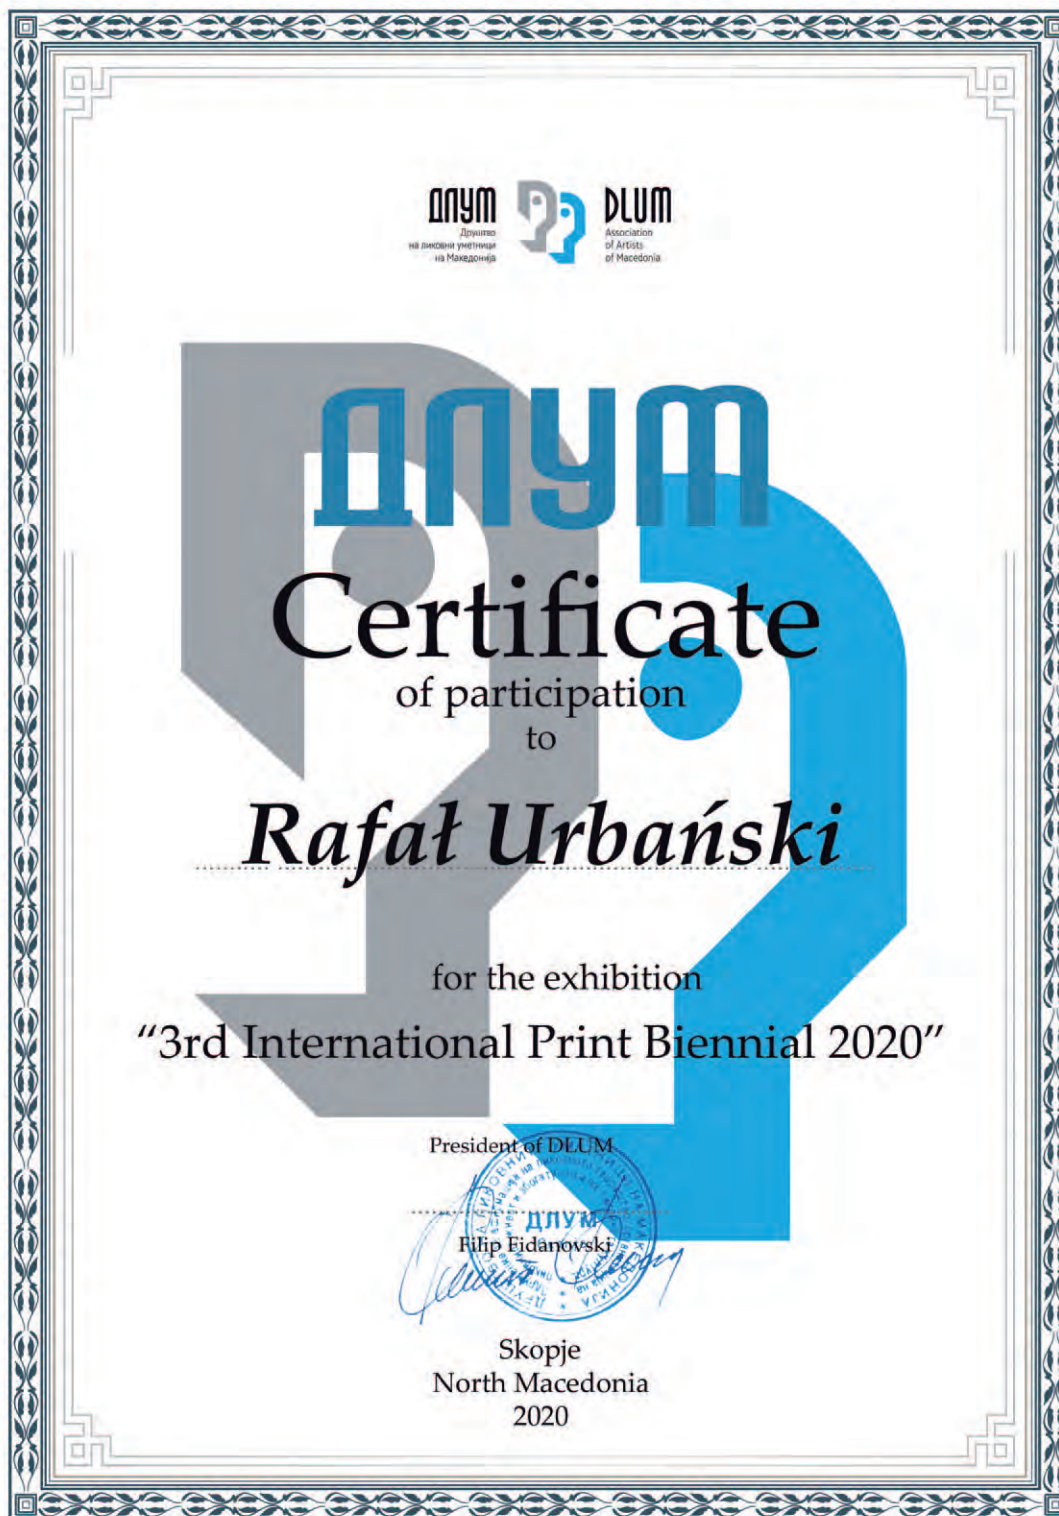 ДЛУМ
Друштво
на ликовни уметници
на Македонија
DLUM
Association
of Artists
of Macedonia
ДЛУМ
Certificate
of participation
to
Rafał Urbański
for the exhibition
“3rd International Print Biennial 2020”
President of DLUM
ДЛУМ
Filip Fidanovski
Skopje
North Macedonia
2020